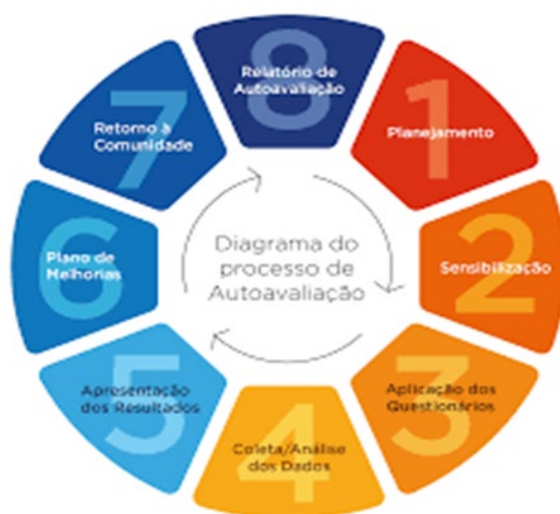 8
Relatório de
Autoavaliação
1
Planejamento
2
Sensibilização
3
Aplicação dos
Questionários
4
Coleta/Análise
dos Dados
5
Apresentação
dos Resultados
6
Plano de
Melhorias
7
Retorno à
Comunidade
Diagrama do
processo de
Autoavaliação